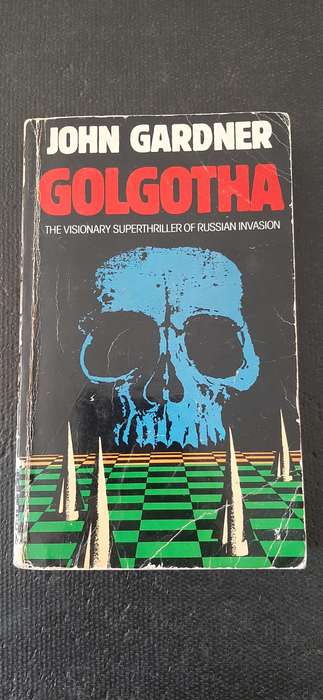 JOHN GARDNER
GOLGOTHA
THE VISIONARY SUPERTHRILLER OF RUSSIAN INVASION